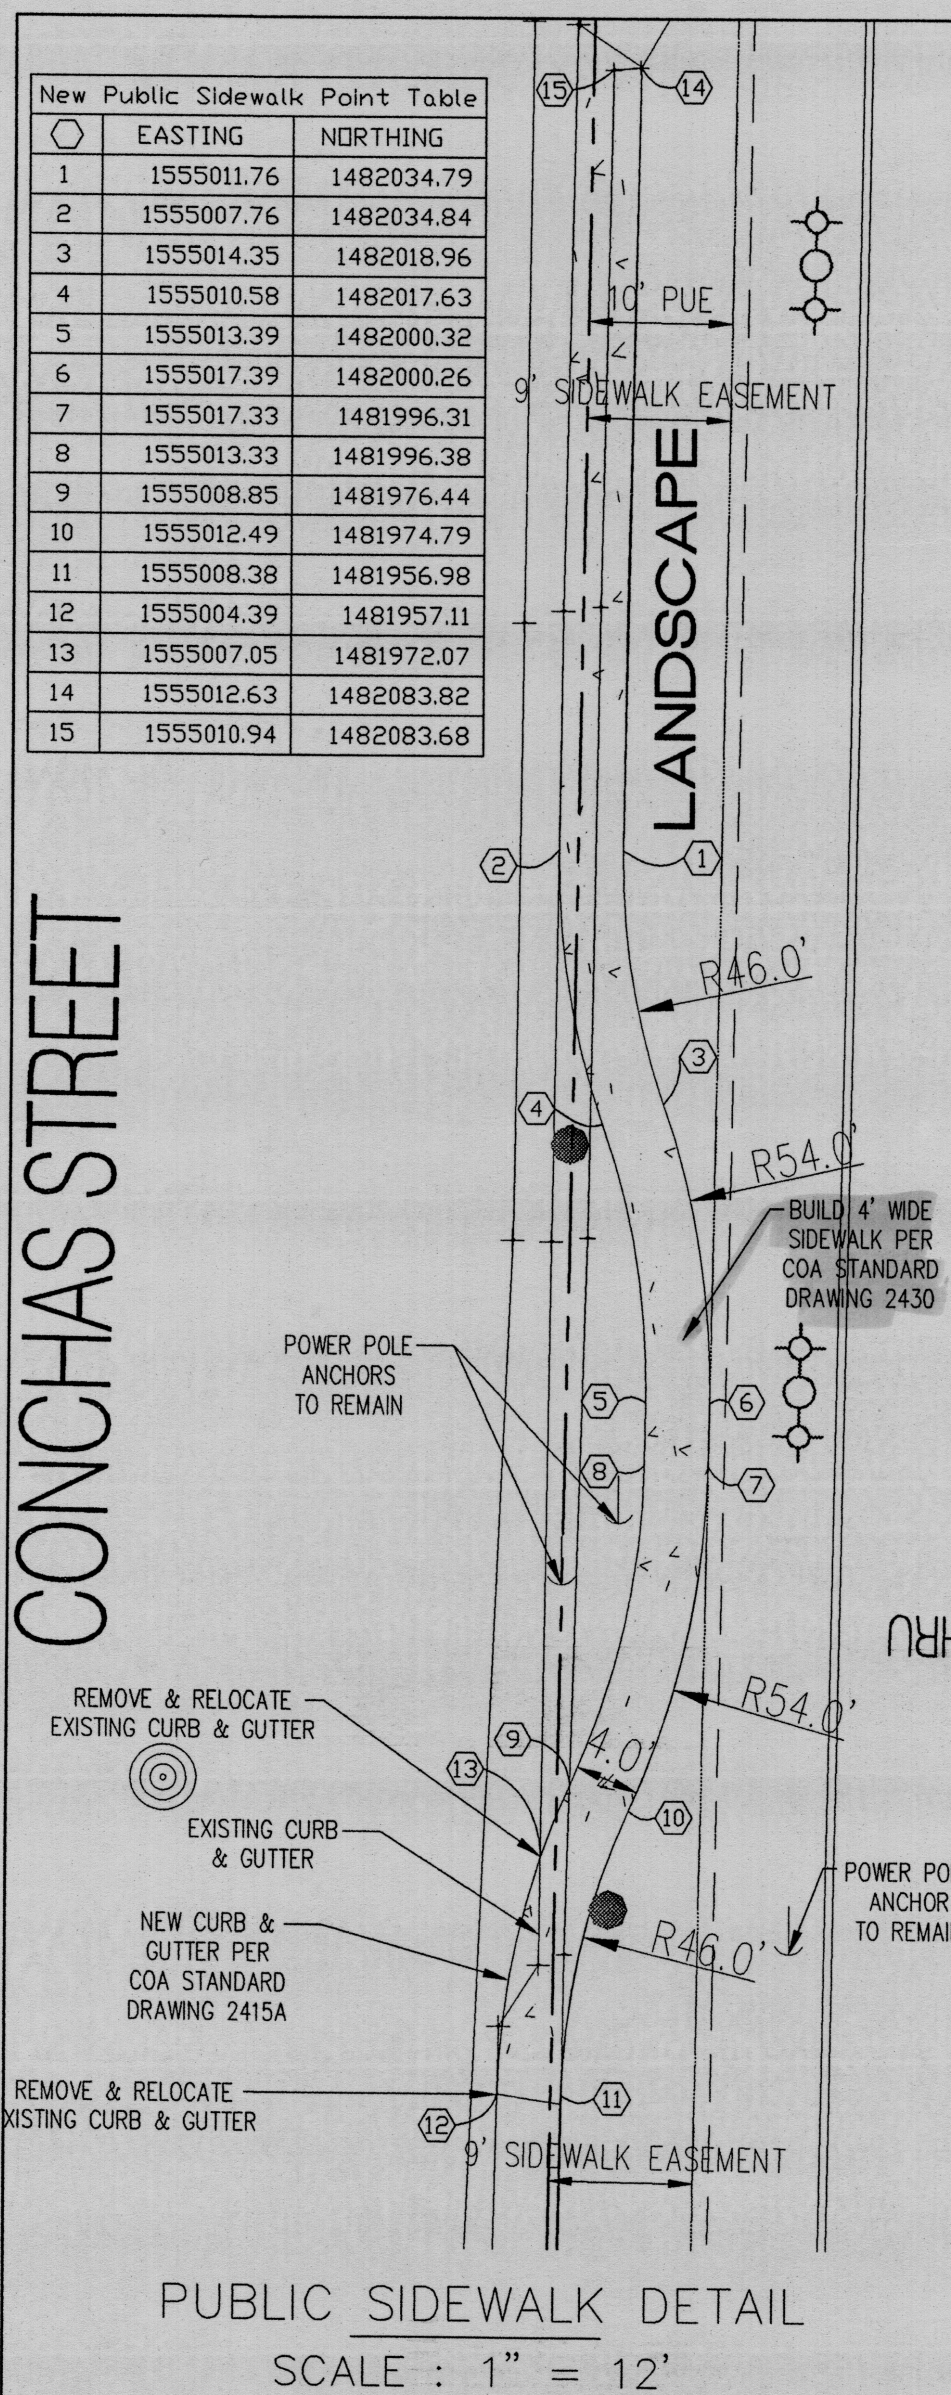 New Public Sidewalk Point Table
EASTING NORTHING
1 1555011.76 1482034.79
2 1555007.76 1482034.84
3 1555014.35 1482018.96
4 1555010.58 1482017.63
5 1555013.39 1482000.32
6 1555017.39 1482000.26
7 1555017.33 1481996.31
8 1555013.33 1481996.38
9 1555008.85 1481976.44
10 1555012.49 1481974.79
11 1555008.38 1481956.98
12 1555004.39 1481957.11
13 1555007.05 1481972.07
14 1555012.63 1482083.82
15 1555010.94 1482083.68
15
14
10' PUE
9' SIDEWALK EASEMENT
LANDSCAPE
2
1
CONCHAS STREET
R46.0'
3
4
R54.0'
BUILD 4' WIDE
SIDEWALK PER
COA STANDARD
DRAWING 2430
POWER POLE
ANCHORS
TO REMAIN
5
6
8
7
HRU
REMOVE & RELOCATE
EXISTING CURB & GUTTER
R54.0'
9
4.0'
13
10
EXISTING CURB
& GUTTER
POWER PO
ANCHOR
TO REMAI
NEW CURB &
GUTTER PER
COA STANDARD
DRAWING 2415A
R46.0'
REMOVE & RELOCATE
XISTING CURB & GUTTER
11
12
9' SIDEWALK EASEMENT
PUBLIC SIDEWALK DETAIL
SCALE : 1" = 12'